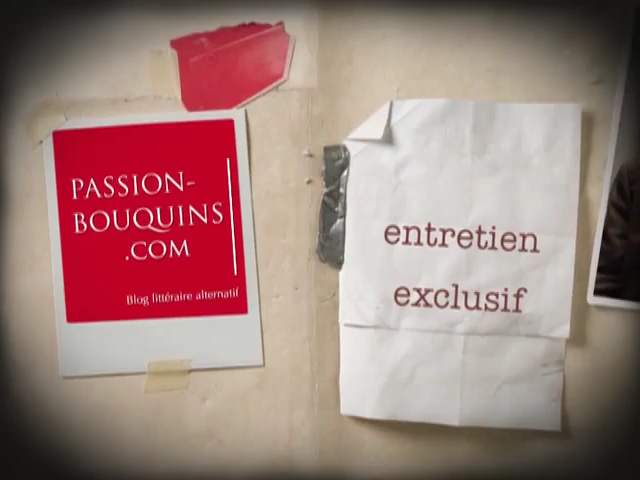 PASSION-
BOUQUINS
.COM
Blog littéraire alternatif
entretien
exclusif